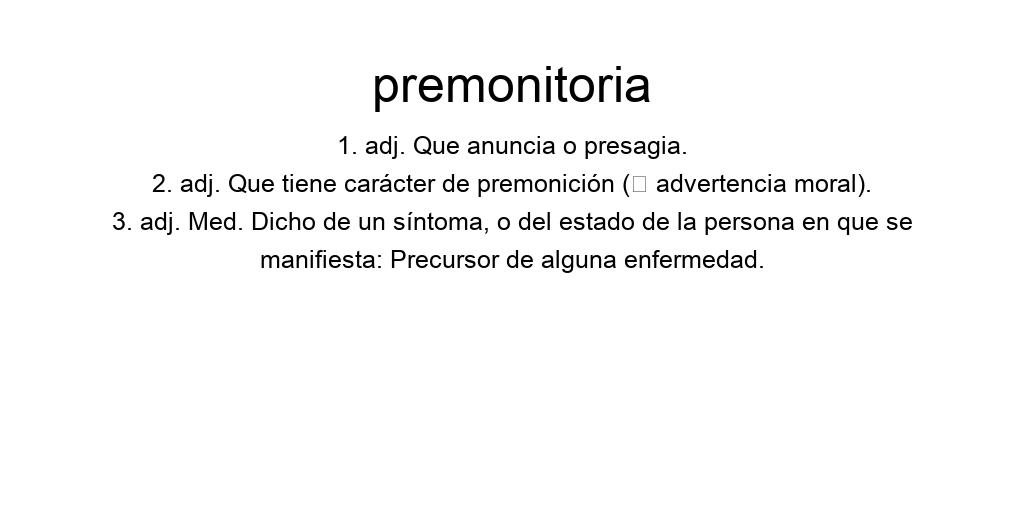 premonitoria
1. adj. Que anuncia o presagia.
2. adj. Que tiene carácter de premonición (□ advertencia moral).
3. adj. Med. Dicho de un síntoma, o del estado de la persona en que se
manifiesta: Precursor de alguna enfermedad.